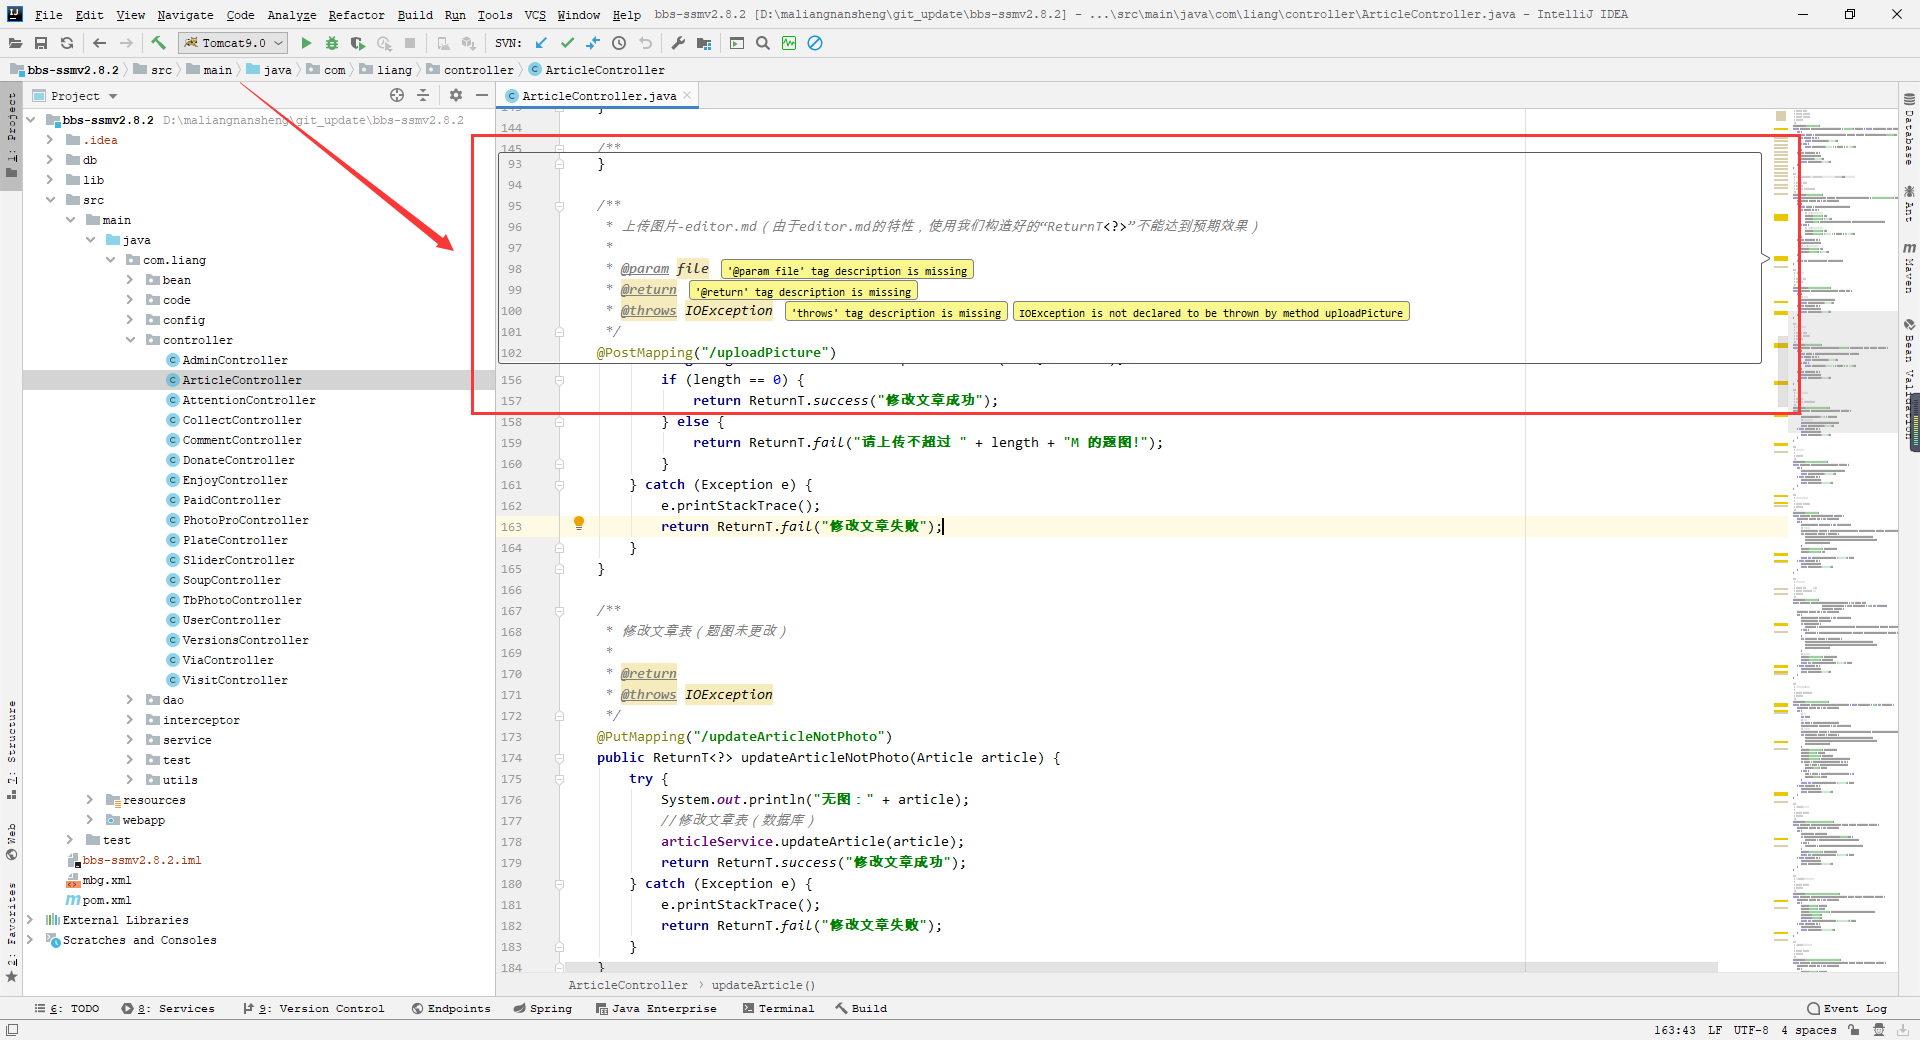 File Edit View Navigate Code Analyze Refactor Build Run Tools VCS Window Help bbs-ssmv2.8.2 [D:\maliangnansheng\git_update\bbs-ssmv2.8.2] - ...\src\main\java\com\liang\controller\ArticleController.java - IntelliJ IDEA
Tomcat9.0 SVN:
bbs-ssmv2.8.2 src main java com liang controller ArticleController
Project
ArticleController.java
1: Project
7: Structure
Web
2: Favorites
bbs-ssmv2.8.2 D:\maliangnansheng\git_update\bbs-ssmv2.8.2
.idea
db
lib
src
main
java
com.liang
bean
code
config
controller
AdminController
ArticleController
AttentionController
CollectController
CommentController
DonateController
EnjoyController
PaidController
PhotoProController
PlateController
SliderController
SoupController
TbPhotoController
UserController
VersionsController
ViaController
VisitController
dao
interceptor
service
test
utils
resources
webapp
test
bbs-ssmv2.8.2.iml
mbg.xml
pom.xml
External Libraries
Scratches and Consoles
144
145 /**
93 }
94
95 /**
96 * 上传图片-editor.md（由于editor.md的特性，使用我们构造好的“ReturnT<?>”不能达到预期效果）
97 *
98 * @param file '@param file' tag description is missing
99 * @return '@return' tag description is missing
100 * @throws IOException 'throws' tag description is missing IOException is not declared to be thrown by method uploadPicture
101 */
102 @PostMapping("/uploadPicture")
156 if (length == 0) {
157 return ReturnT.success("修改文章成功");
158 } else {
159 return ReturnT.fail("请上传不超过 " + length + "M 的题图!");
160 }
161 } catch (Exception e) {
162 e.printStackTrace();
163 return ReturnT.fail("修改文章失败");
164 }
165 }
166
167 /**
168 * 修改文章表（题图未更改）
169 *
170 * @return
171 * @throws IOException
172 */
173 @PutMapping("/updateArticleNotPhoto")
174 public ReturnT<?> updateArticleNotPhoto(Article article) {
175 try {
176 System.out.println("无图：" + article);
177 //修改文章表（数据库）
178 articleService.updateArticle(article);
179 return ReturnT.success("修改文章成功");
180 } catch (Exception e) {
181 e.printStackTrace();
182 return ReturnT.fail("修改文章失败");
183 }
184 }
ArticleController updateArticle()
Database
Ant
Maven
Bean Validation
6: TODO 8: Services 9: Version Control Endpoints Spring Java Enterprise Terminal Build Event Log
163:43 LF UTF-8 4 spaces